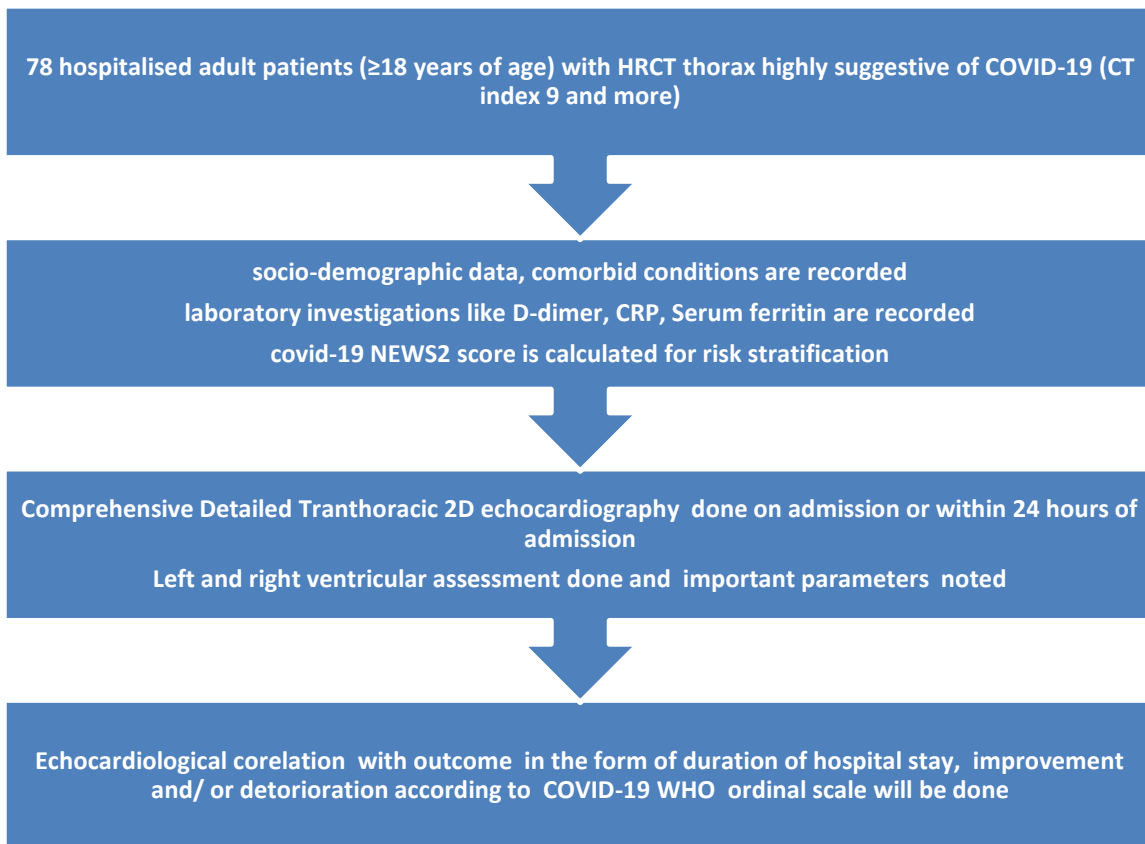 78 hospitalised adult patients (≥18 years of age) with HRCT thorax highly suggestive of COVID-19 (CT
index 9 and more)
socio-demographic data, comorbid conditions are recorded
laboratory investigations like D-dimer, CRP, Serum ferritin are recorded
covid-19 NEWS2 score is calculated for risk stratification
Comprehensive Detailed Tranthoracic 2D echocardiography done on admission or within 24 hours of
admission
Left and right ventricular assessment done and important parameters noted
Echocardiological corelation with outcome in the form of duration of hospital stay, improvement
and/ or detorioration according to COVID-19 WHO ordinal scale will be done